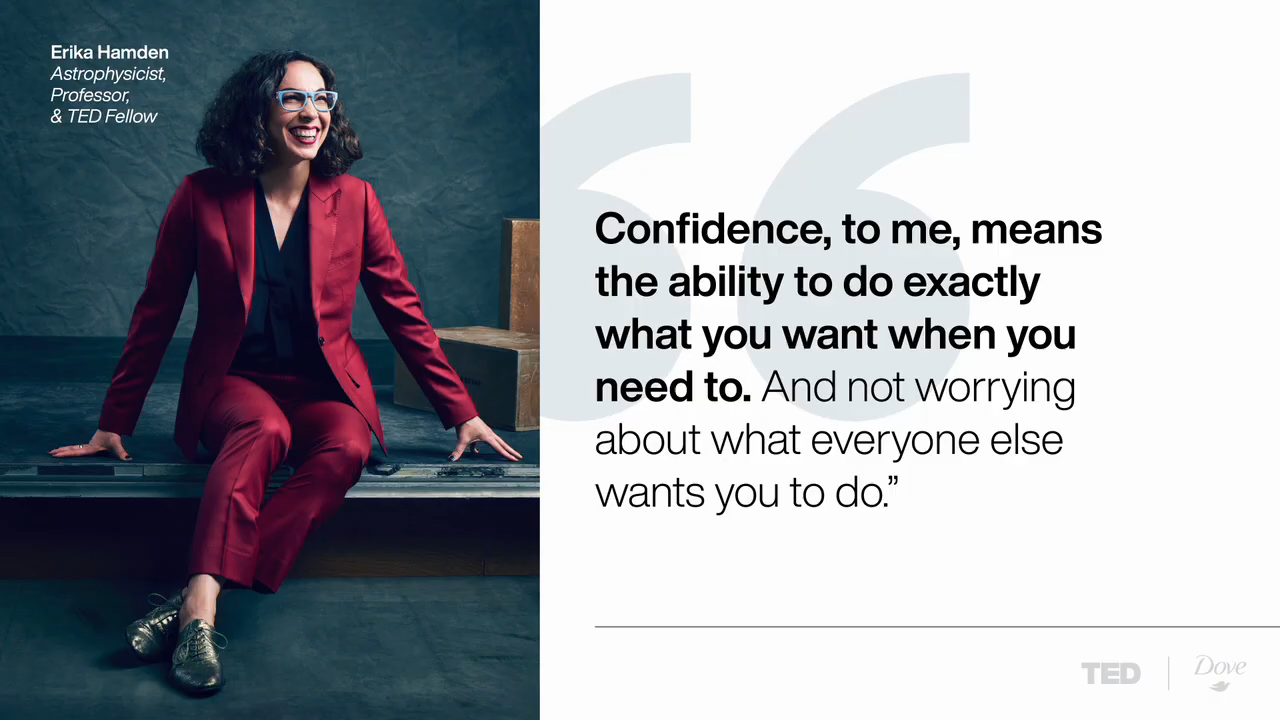 Erika Hamden
Astrophysicist,
Professor,
& TED Fellow
Confidence, to me, means
the ability to do exactly
what you want when you
need to. And not worrying
about what everyone else
wants you to do.”
TED
Dove